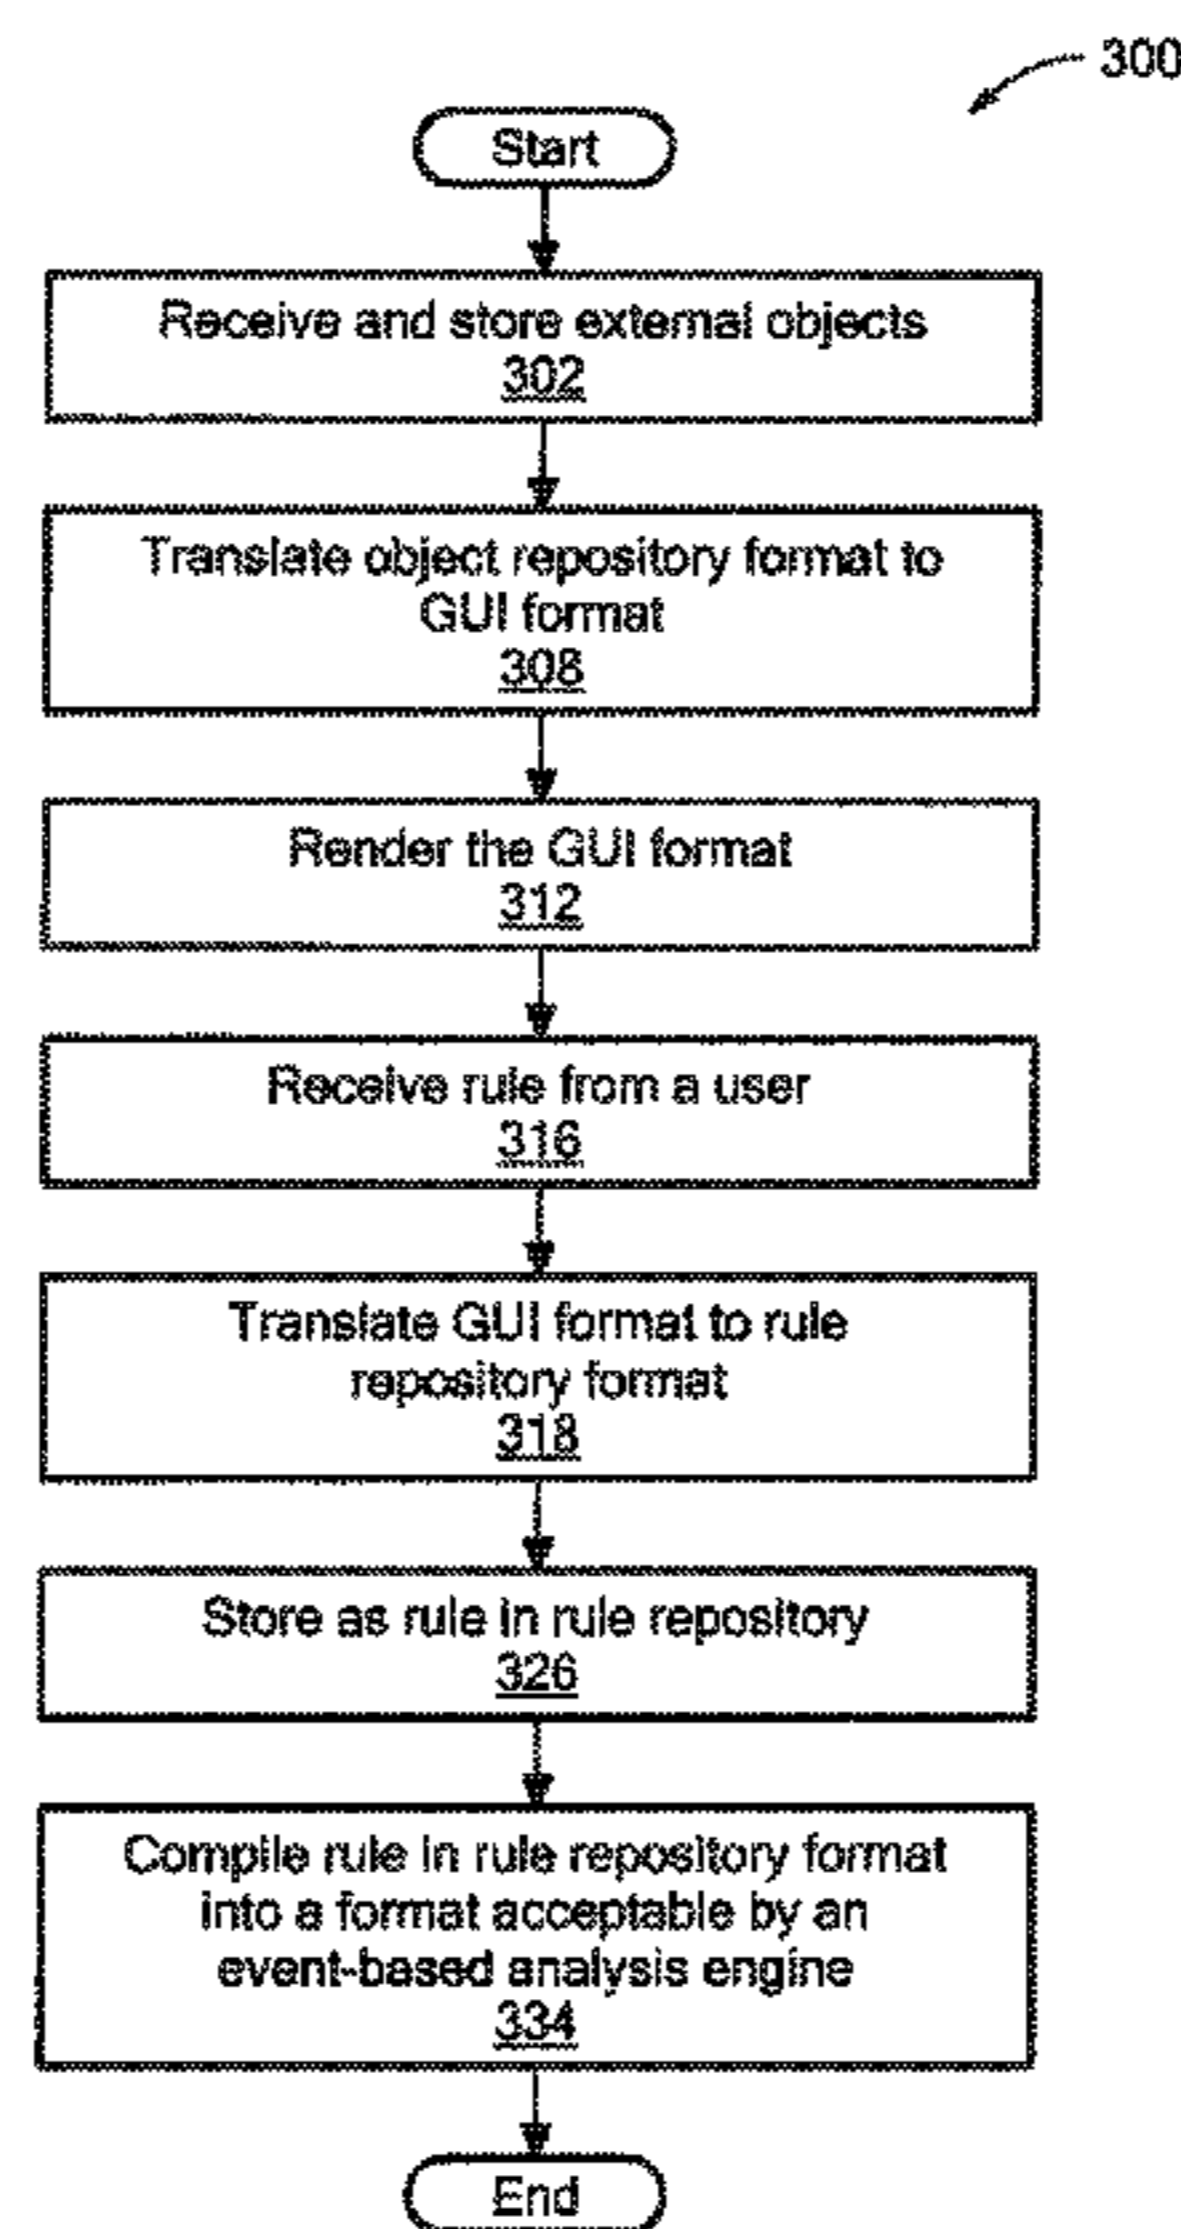 300
Start
Receive and store external objects
302
Translate object repository format to
GUI format
308
Render the GUI format
312
Receive rule from a user
316
Translate GUI format to rule
repository format
318
Store as rule in rule repository
326
Compile rule in rule repository format
into a format acceptable by an
event-based analysis engine
334
End